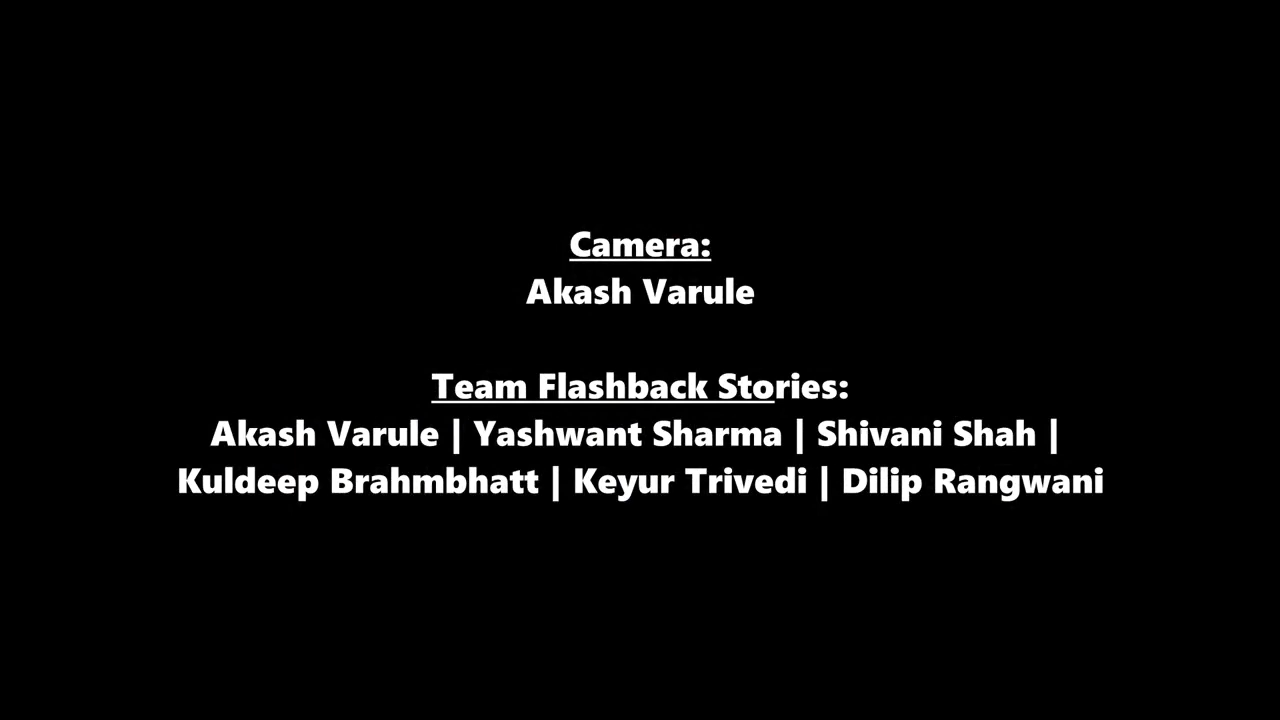 Camera:
Akash Varule
Team Flashback Stories:
Akash Varule | Yashwant Sharma | Shivani Shah |
Kuldeep Brahmbhatt | Keyur Trivedi | Dilip Rangwani